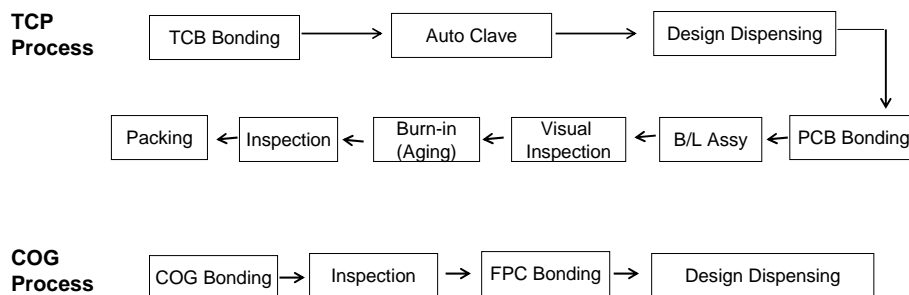 TCP
Process
TCB Bonding
Auto Clave
Design Dispensing
PCB Bonding
B/L Assy
Visual
Inspection
Burn-in
(Aging)
Inspection
Packing
COG
Process
COG Bonding
Inspection
FPC Bonding
Design Dispensing